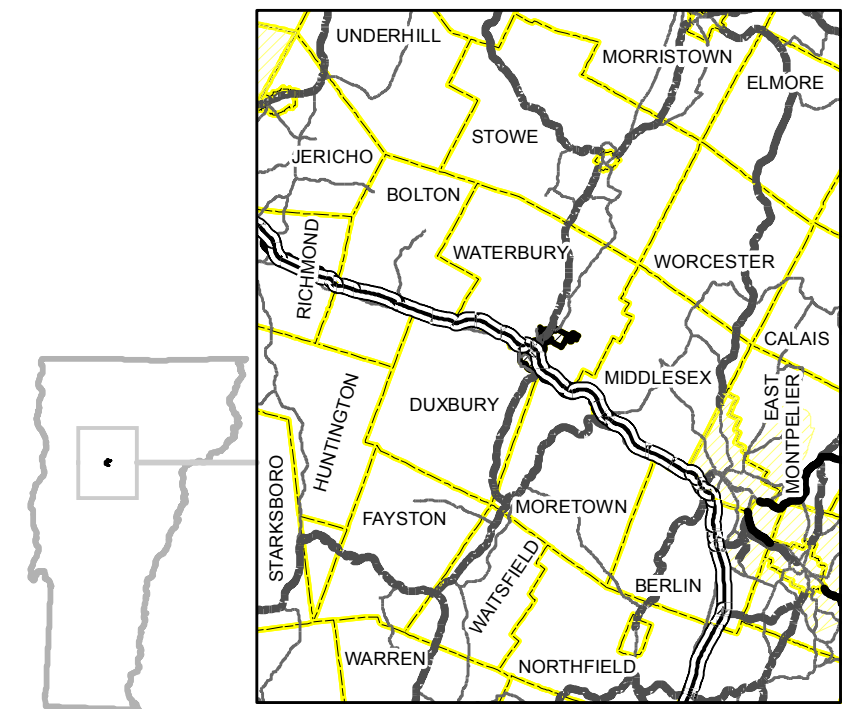 UNDERHILL
MORRISTOWN
ELMORE
STOWE
JERICHO
BOLTON
RICHMOND
WATERBURY
WORCESTER
CALAIS
MIDDLESEX
EAST
MONTPELIER
DUXBURY
HUNTINGTON
STARKSBORO
FAYSTON
MORETOWN
WAITSFIELD
BERLIN
WARREN
NORTHFIELD